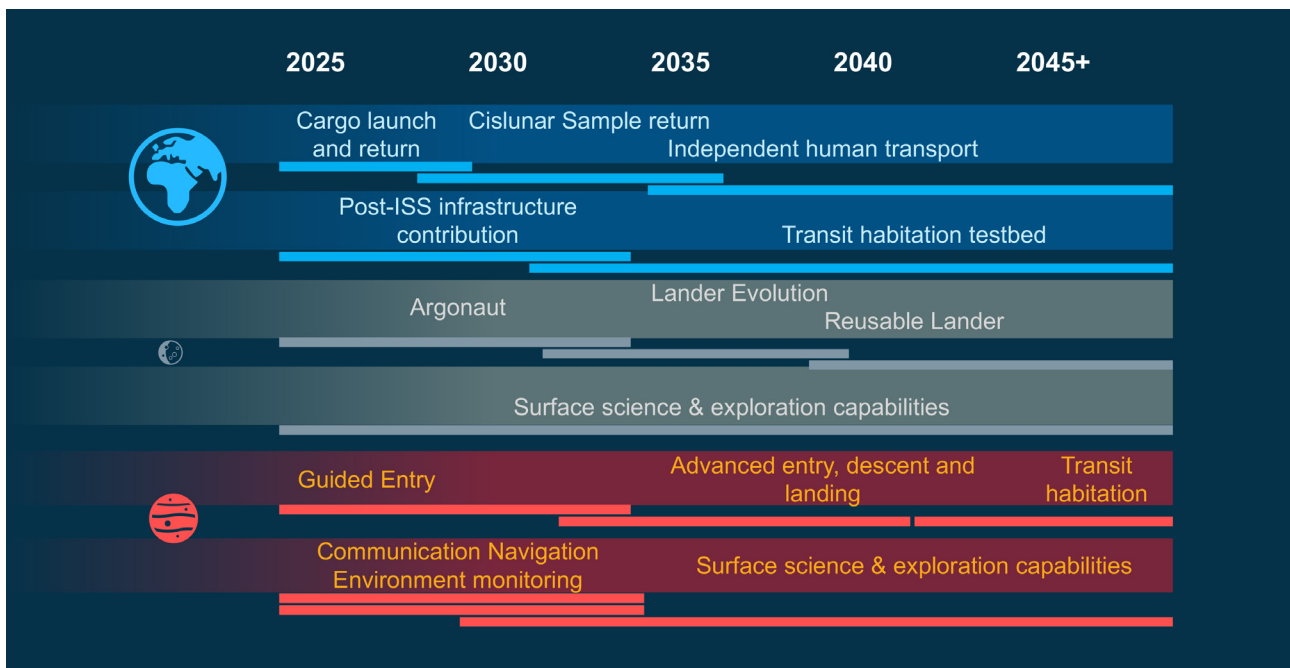 2025 2030 2035 2040 2045+
Cargo launch
and return
Cislunar Sample return
Independent human transport
Post-ISS infrastructure
contribution
Transit habitation testbed
Argonaut
Lander Evolution
Reusable Lander
Surface science & exploration capabilities
Guided Entry
Advanced entry, descent and
landing
Transit
habitation
Communication Navigation
Environment monitoring
Surface science & exploration capabilities